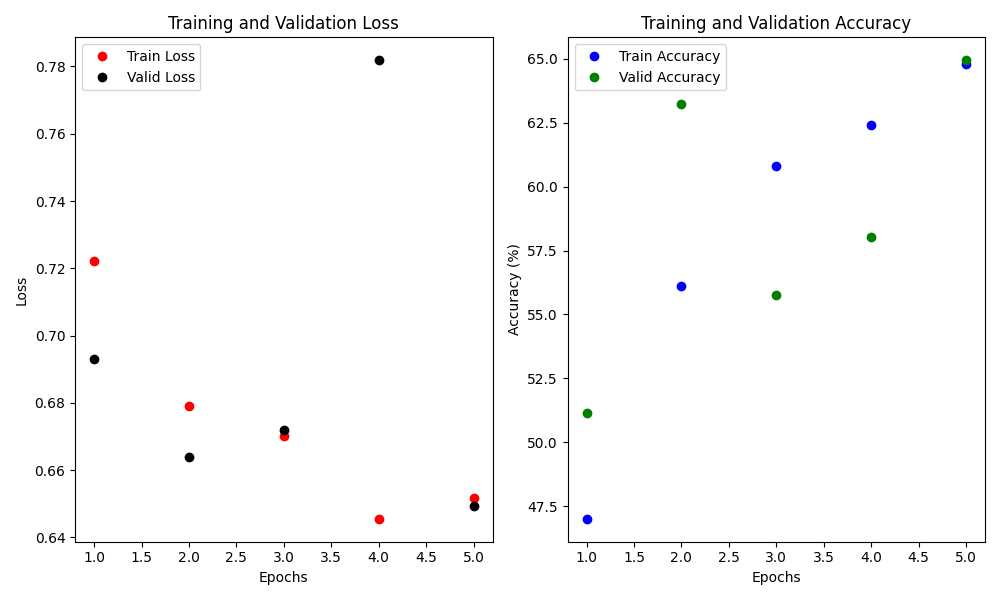 Training and Validation Loss
Train Loss
Valid Loss
0.78
0.76
0.74
0.72
0.70
0.68
0.66
0.64
Loss
1.0 1.5 2.0 2.5 3.0 3.5 4.0 4.5 5.0
Epochs
Training and Validation Accuracy
Train Accuracy
Valid Accuracy
65.0
62.5
60.0
57.5
55.0
52.5
50.0
47.5
Accuracy (%)
1.0 1.5 2.0 2.5 3.0 3.5 4.0 4.5 5.0
Epochs